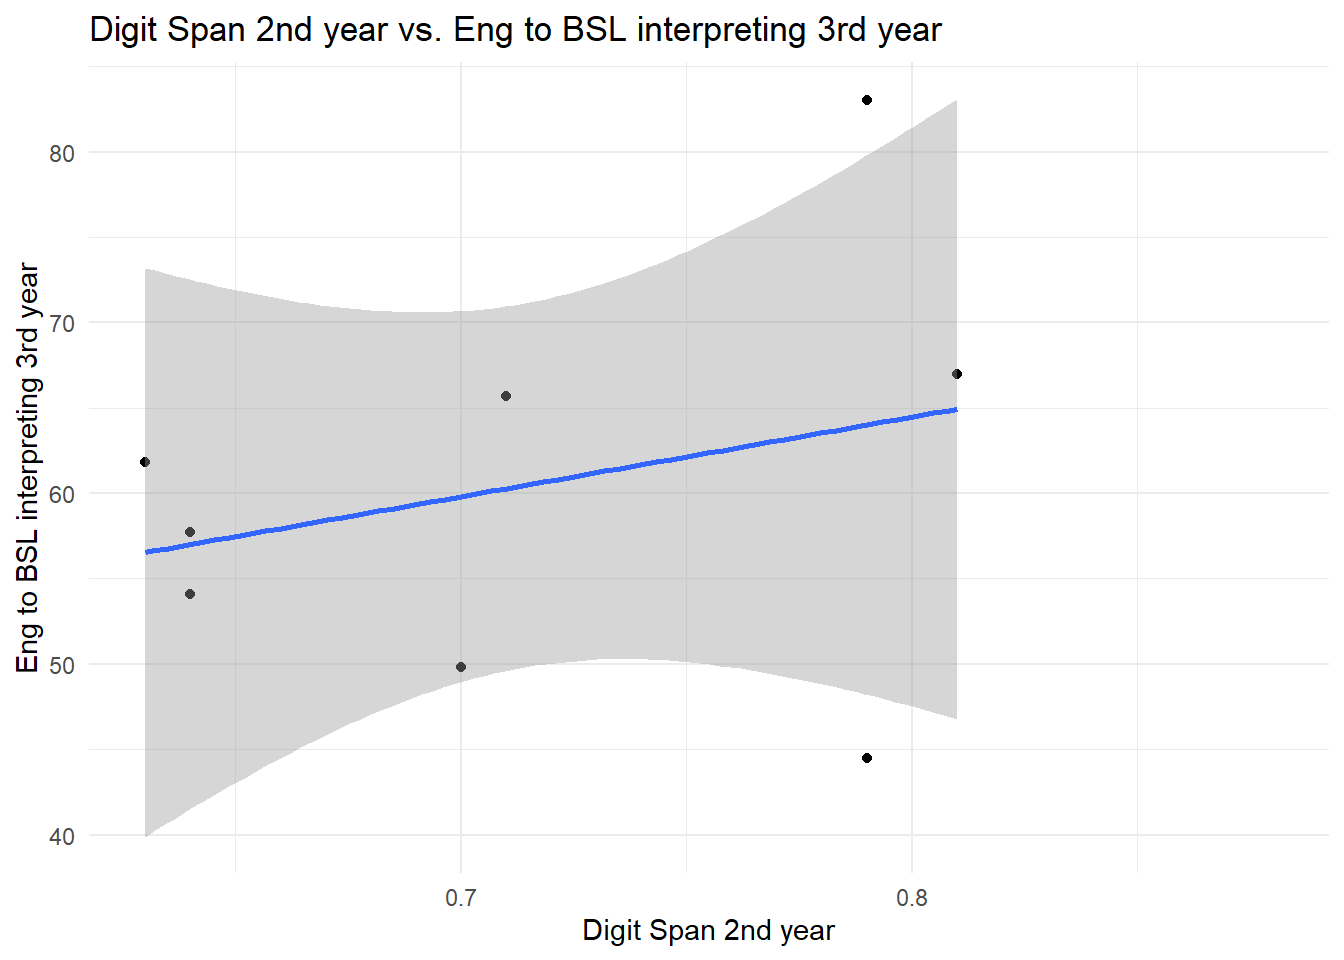 Digit Span 2nd year vs. Eng to BSL interpreting 3rd year
80
70
60
50
40
Eng to BSL interpreting 3rd year
0.7
0.8
Digit Span 2nd year